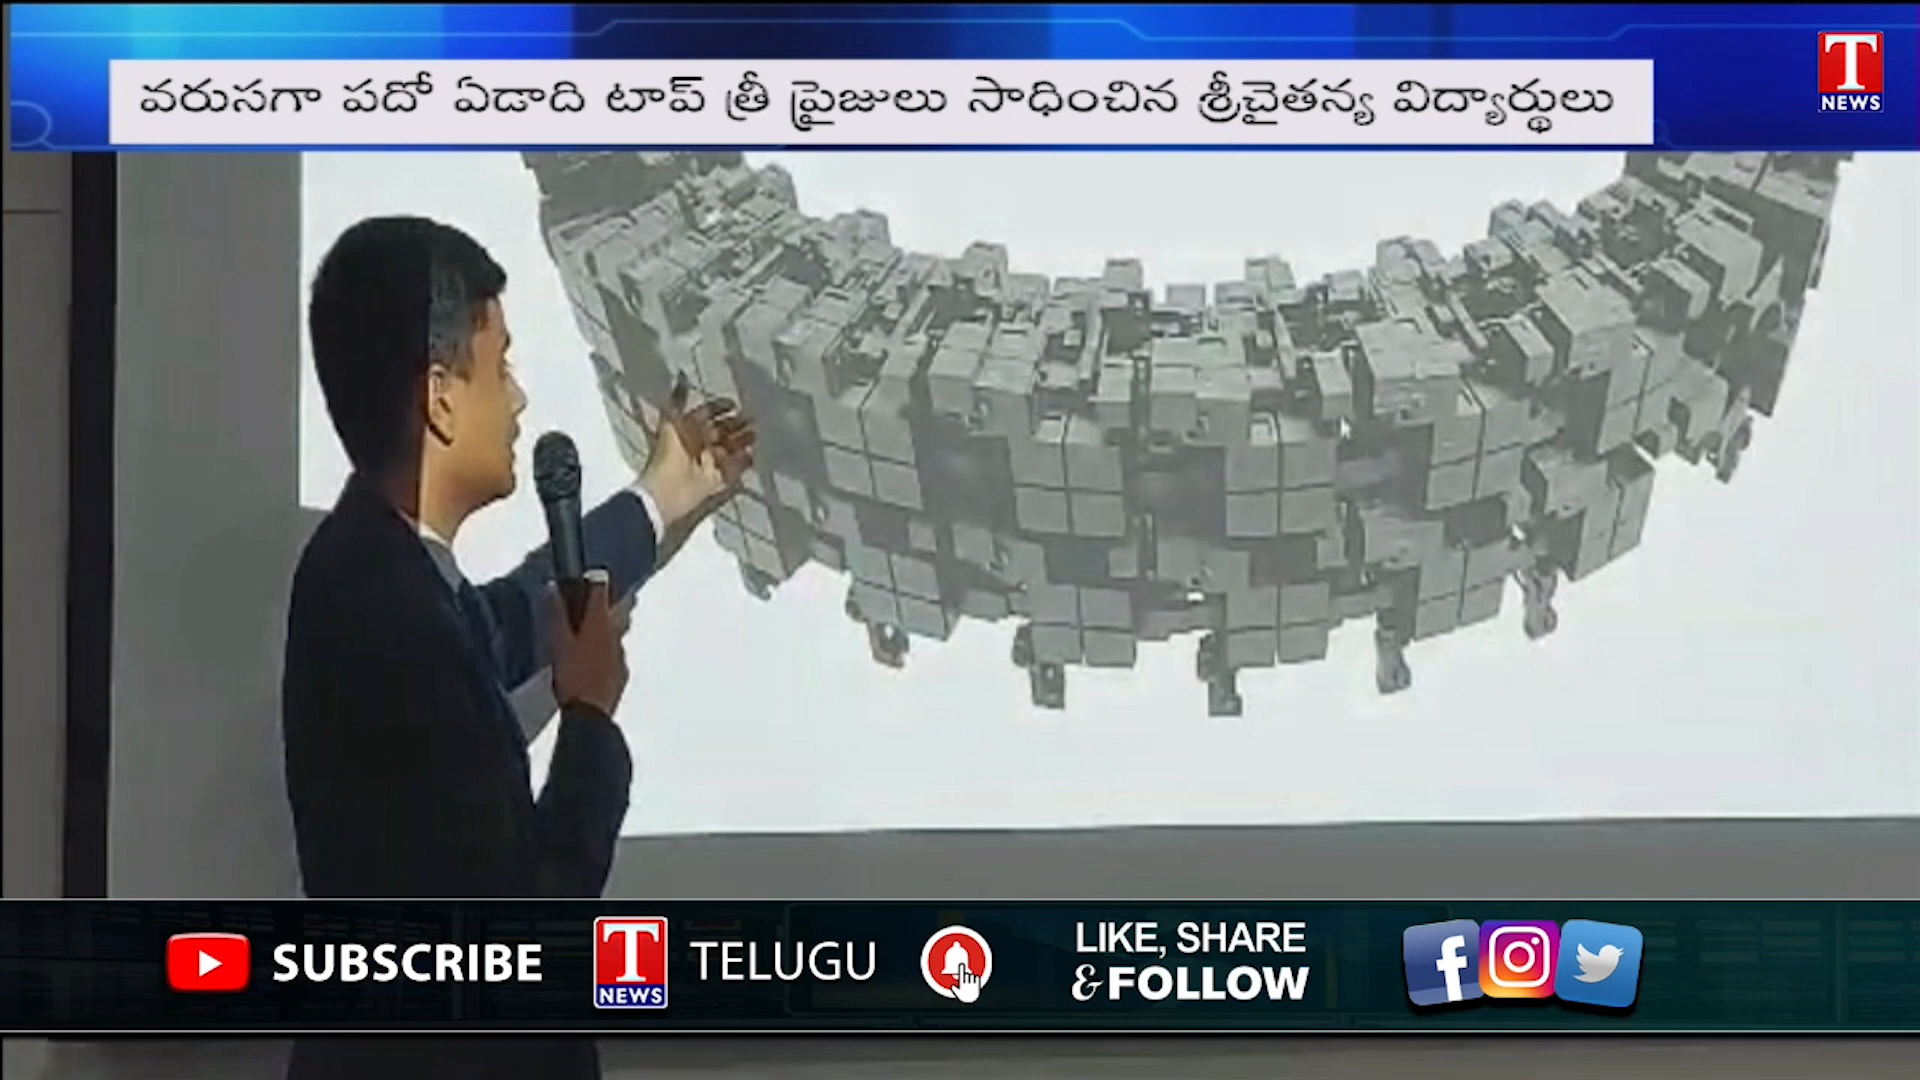 వరుసగా పదో ఏడాది టాప్ త్రీ ప్రైజులు సాధించిన శ్రీచైతన్య విద్యార్థులు
T
NEWS
SUBSCRIBE
T
NEWS
TELUGU
LIKE, SHARE
& FOLLOW